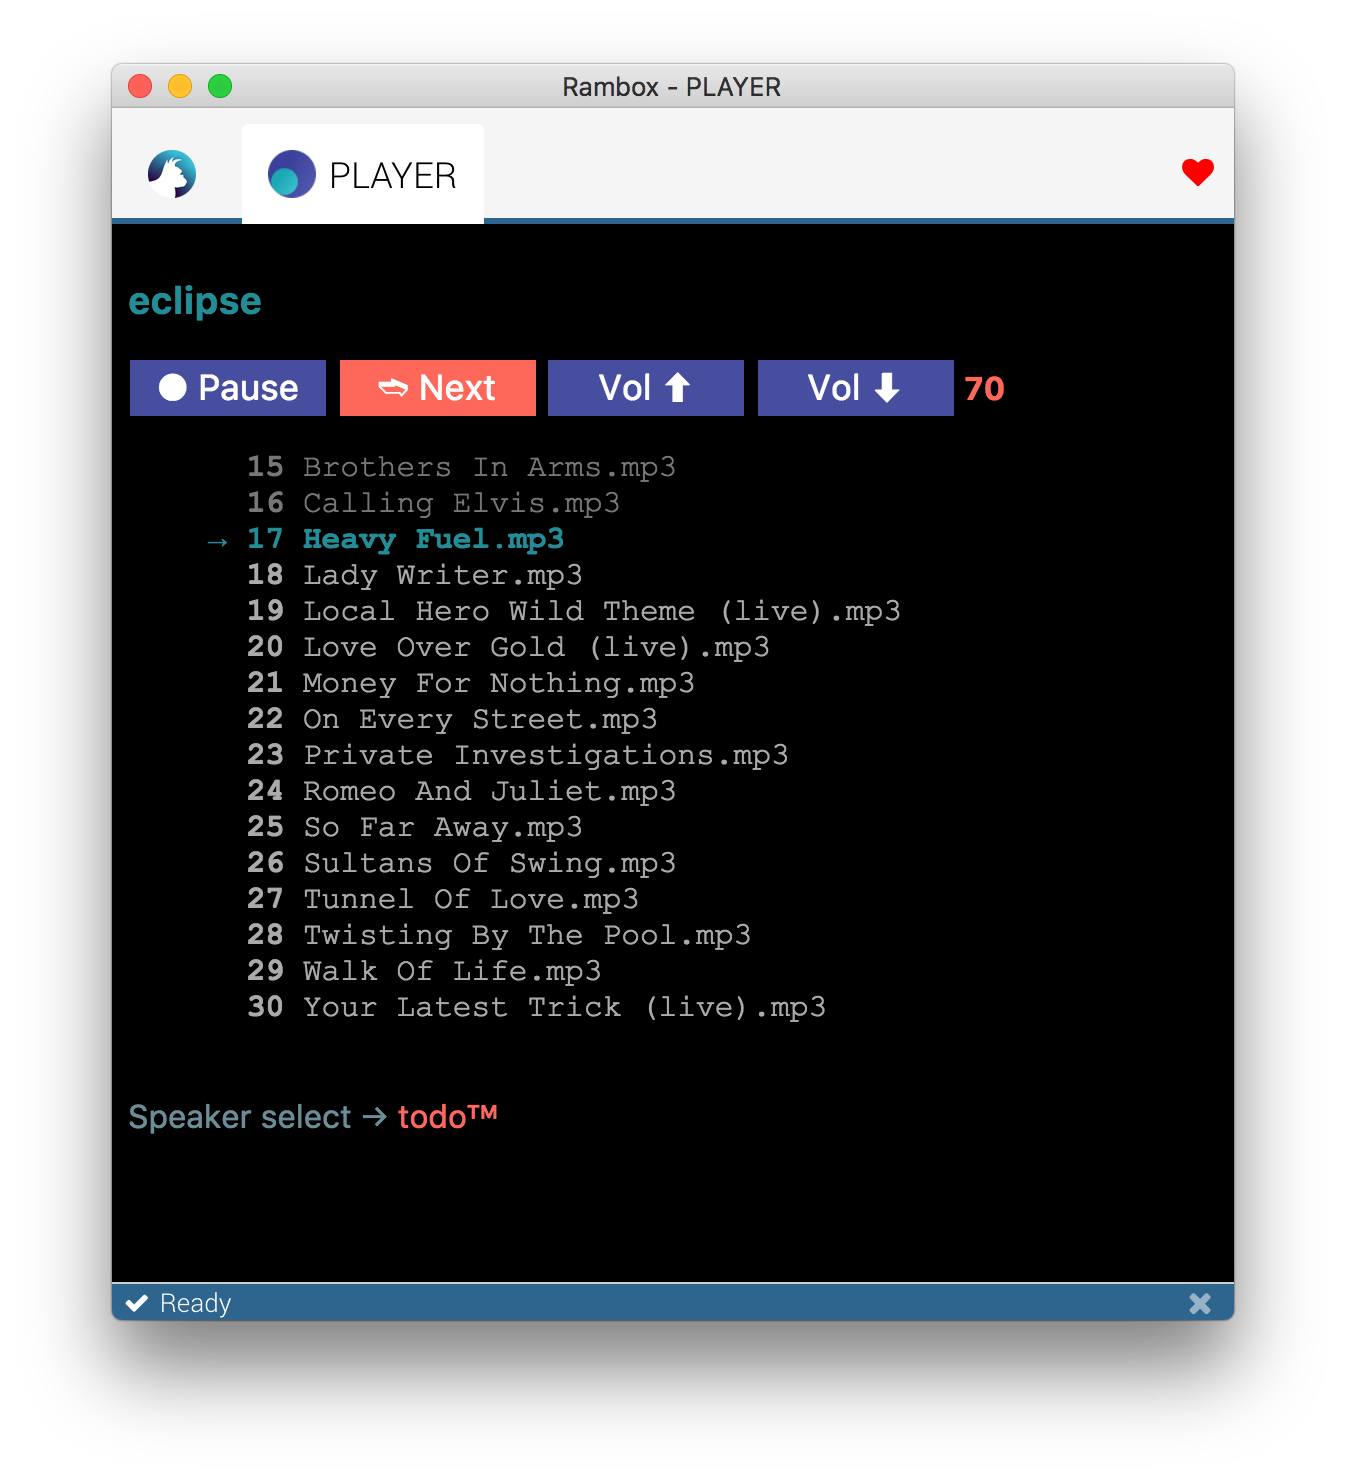 Rambox - PLAYER
PLAYER
eclipse
● Pause ➬ Next Vol ⬆ Vol ⬇ 70
15 Brothers In Arms.mp3
16 Calling Elvis.mp3
→ 17 Heavy Fuel.mp3
18 Lady Writer.mp3
19 Local Hero Wild Theme (live).mp3
20 Love Over Gold (live).mp3
21 Money For Nothing.mp3
22 On Every Street.mp3
23 Private Investigations.mp3
24 Romeo And Juliet.mp3
25 So Far Away.mp3
26 Sultans Of Swing.mp3
27 Tunnel Of Love.mp3
28 Twisting By The Pool.mp3
29 Walk Of Life.mp3
30 Your Latest Trick (live).mp3
Speaker select → todo™
Ready